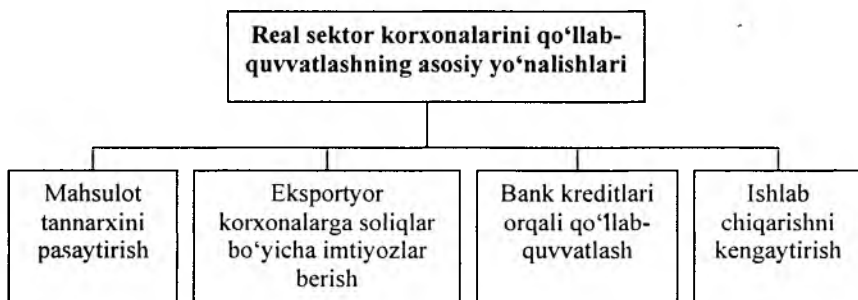 Real sektor korxonalarini qo‘llab-
quvvatlashning asosiy yo‘nalishlari
Mahsulot
tannarxini
pasaytirish
Eksportyor
korxonalarga soliqlar
bo‘yicha imtiyozlar
berish
Bank kreditlari
orqali qo‘llab-
quvvatlash
Ishlab
chiqarishni
kengaytirish